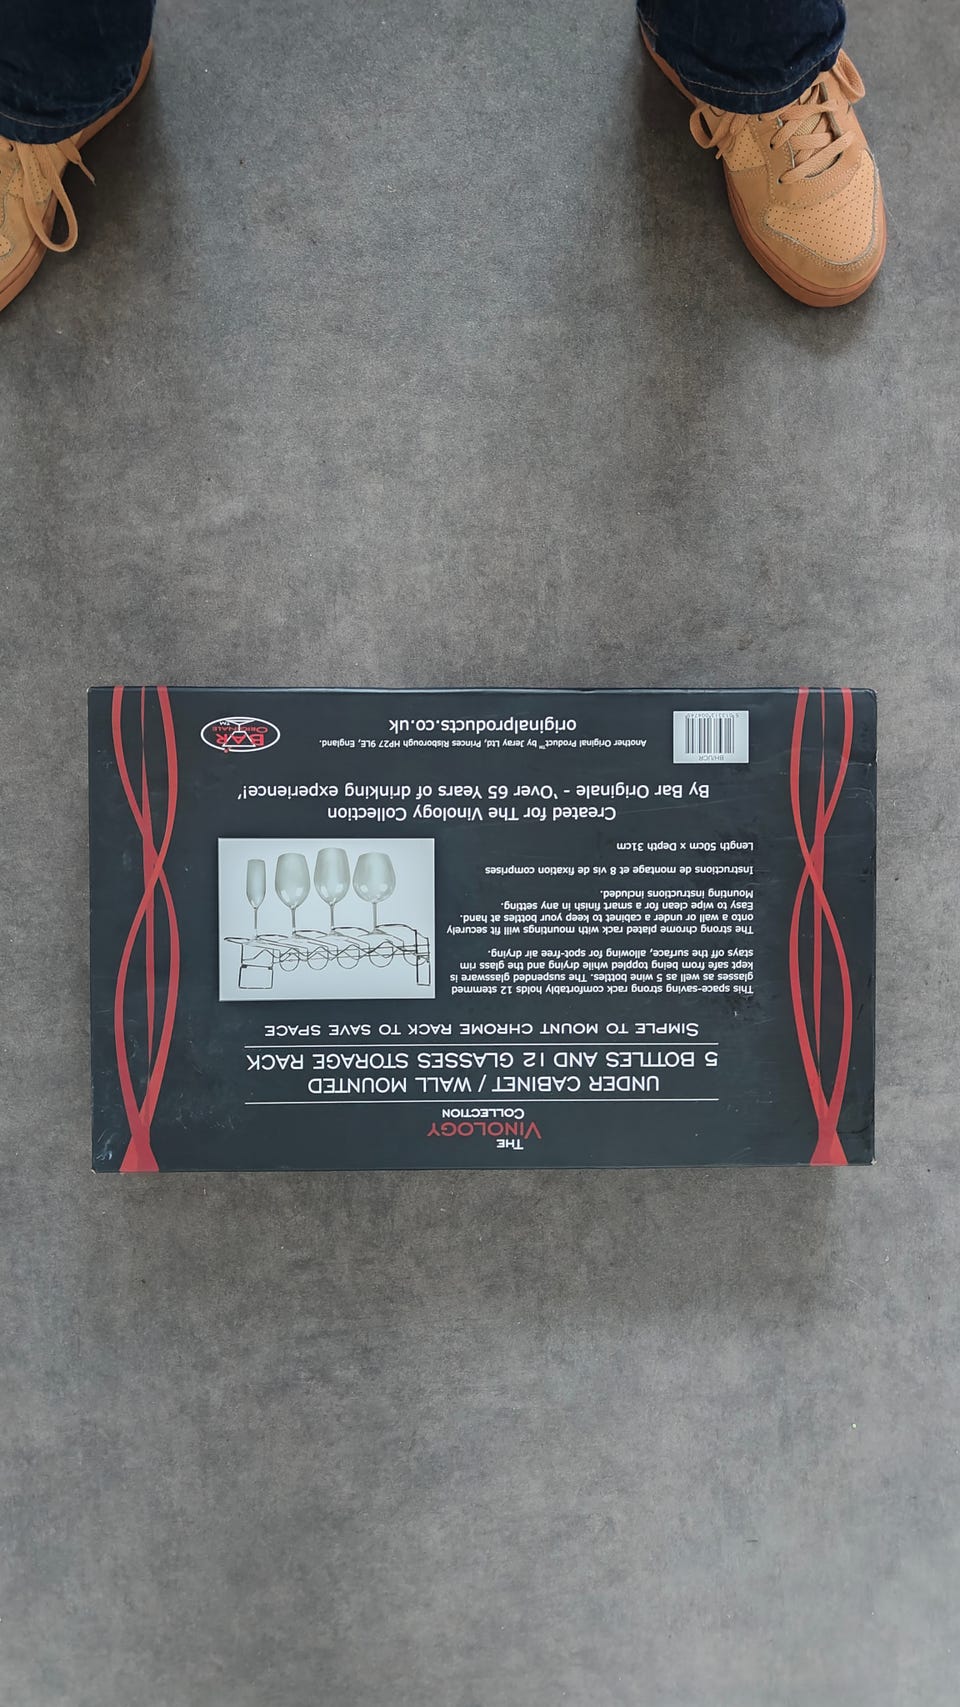 THE
VINOLOGY
COLLECTION
UNDER CABINET / WALL MOUNTED
5 BOTTLES AND 12 GLASSES STORAGE RACK
SIMPLE TO MOUNT CHROME RACK TO SAVE SPACE
This space-saving strong rack comfortably holds 12 stemmed
glasses as well as 5 wine bottles. The suspended glassware is
kept safe from being toppled while drying and the glass rim
stays off the surface, allowing for spot-free air drying.
The strong chrome plated rack with mountings will fit securely
onto a wall or under a cabinet to keep your bottles at hand.
Easy to wipe clean for a smart finish in any setting.
Mounting instructions included.
Instructions de montage et 8 vis de fixation comprises
Length 50cm x Depth 31cm
Created for The Vinology Collection
By Bar Originale - 'Over 65 Years of drinking experience!'
BH/UCR
Another Original Product™ by Jeray Ltd, Princes Risborough HP27 9LE, England.
originalproducts.co.uk
BAR
ORIGINALE
TM